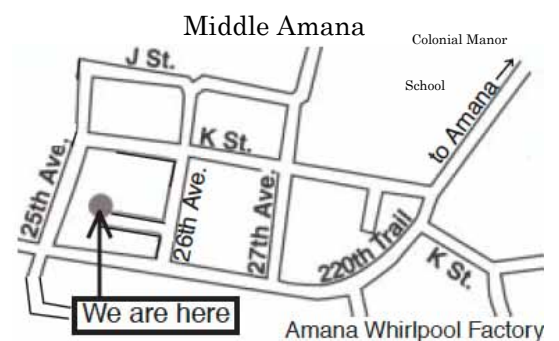 Middle Amana
Colonial Manor
J St.
School
to Amana
K St.
25th Ave.
26th Ave.
27th Ave.
220th Trail
K St.
We are here
Amana Whirlpool Factory